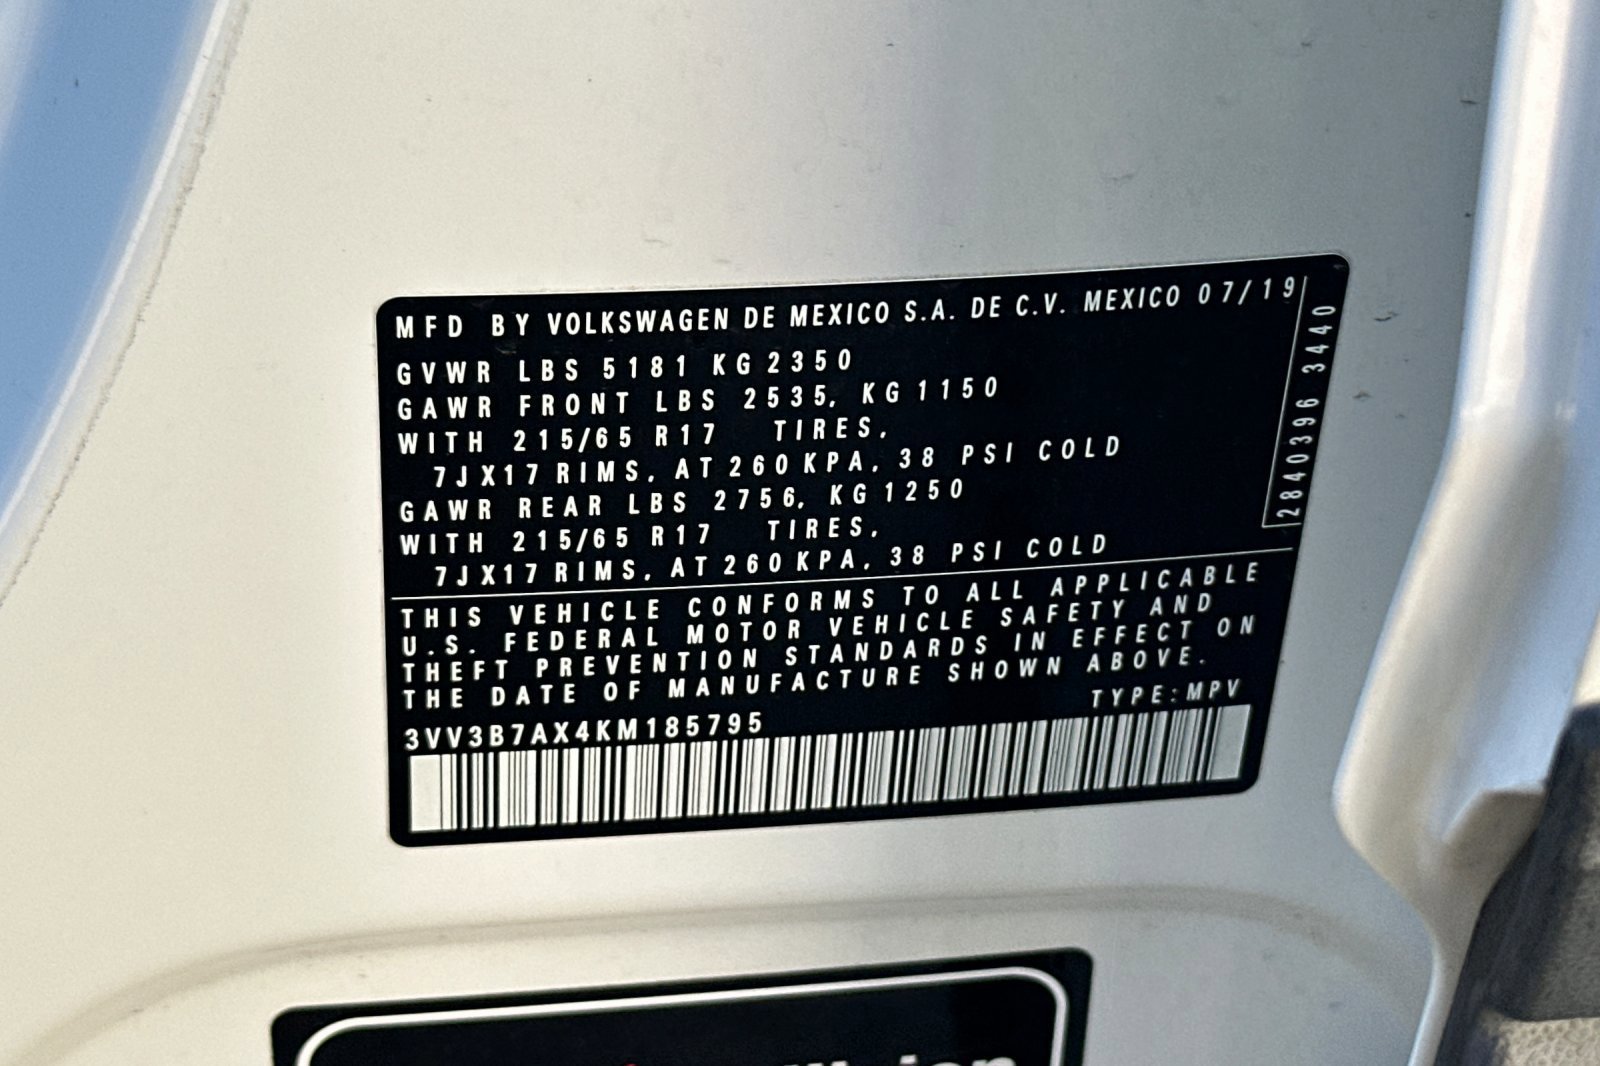 MFD BY VOLKSWAGEN DE MEXICO S.A. DE C.V. MEXICO 07/19
GVWR LBS 5181 KG 2350
GAWR FRONT LBS 2535, KG 1150
WITH 215/65 R17 TIRES,
7JX17 RIMS, AT 260 KPA, 38 PSI COLD
GAWR REAR LBS 2756, KG 1250
WITH 215/65 R17 TIRES,
7JX17 RIMS, AT 260 KPA, 38 PSI COLD
2840396 3440
THIS VEHICLE CONFORMS TO ALL APPLICABLE
U.S. FEDERAL MOTOR VEHICLE SAFETY AND
THEFT PREVENTION STANDARDS IN EFFECT ON
THE DATE OF MANUFACTURE SHOWN ABOVE.
TYPE:MPV
3VV3B7AX4KM185795